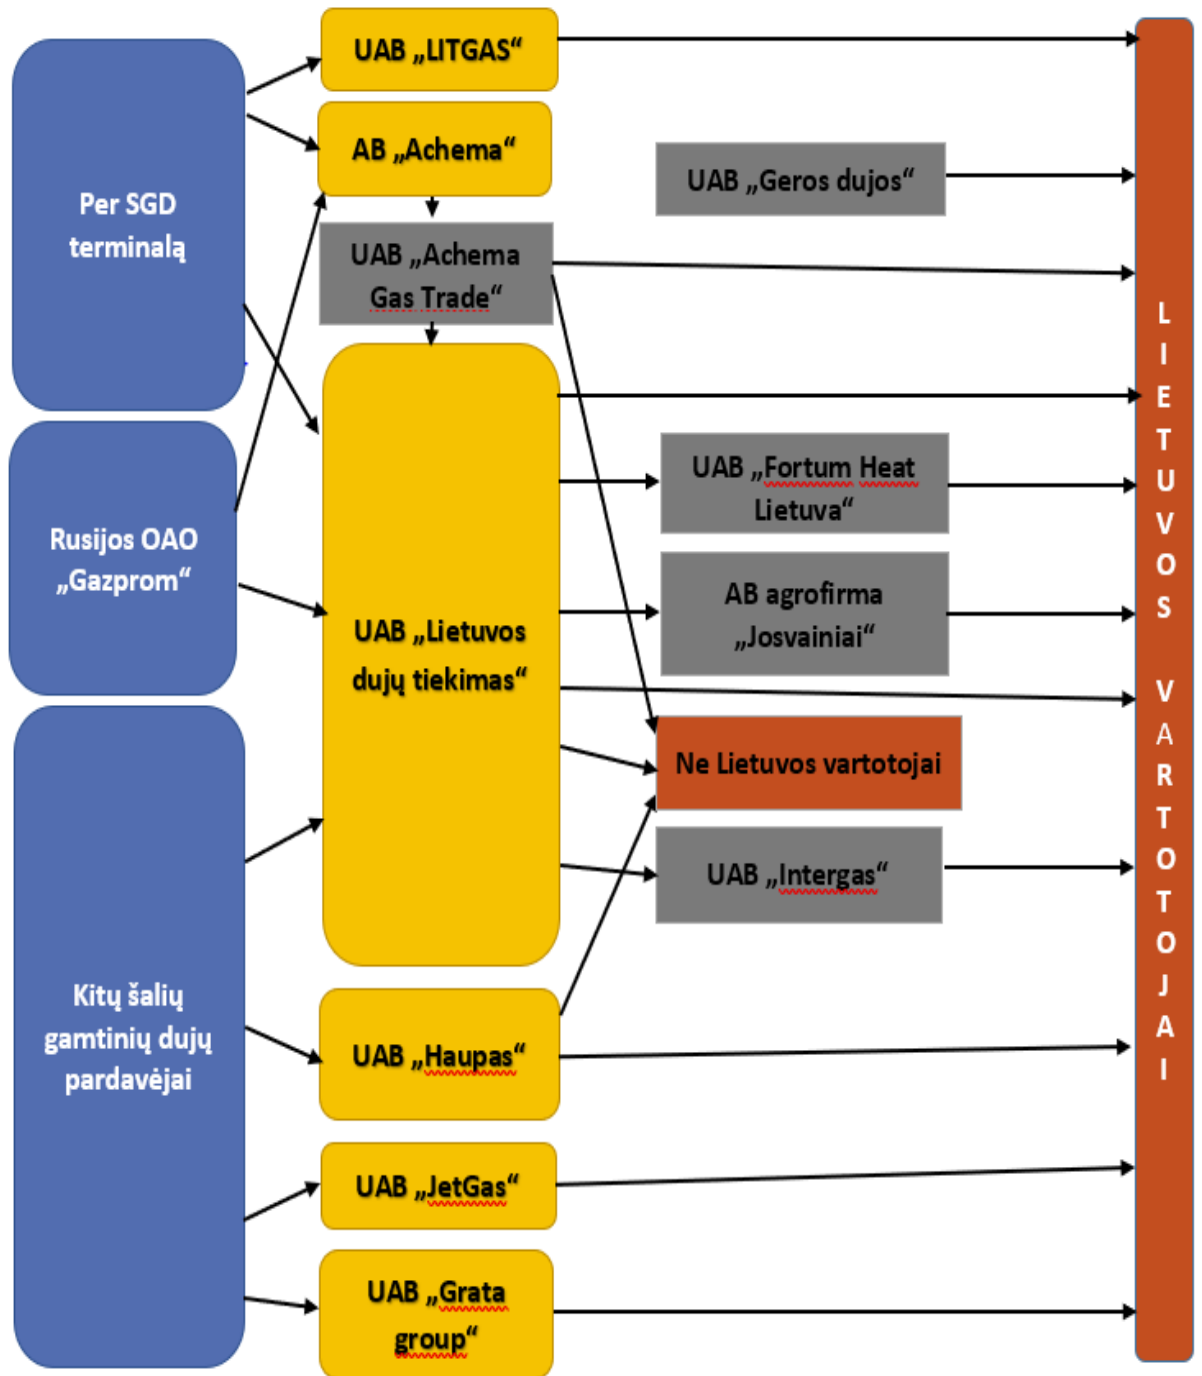 UAB „LITGAS“
AB „Achema“
Per SGD
terminalą
UAB „Geros dujos“
UAB „Achema
Gas Trade“
UAB „Fortum Heat
Lietuva“
Rusijos OAO
„Gazprom“
AB agrofirma
„Josvainiai“
UAB „Lietuvos
dujų tiekimas“
Ne Lietuvos vartotojai
UAB „Intergas“
Kitų šalių
gamtinių dujų
pardavėjai
UAB „Haupas“
UAB „JetGas“
UAB „Grata
group“
LIETUVOS VARTOTOJAI